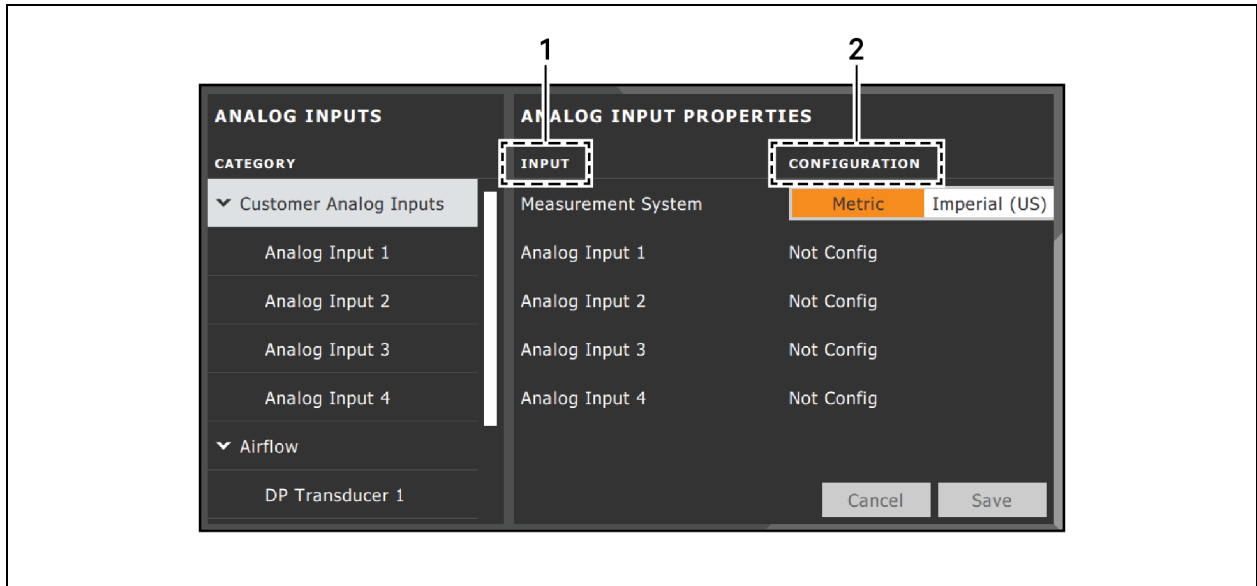 1 2
ANALOG INPUTS ANALOG INPUT PROPERTIES
CATEGORY INPUT CONFIGURATION
Customer Analog Inputs Measurement System Metric Imperial (US)
Analog Input 1 Analog Input 1 Not Config
Analog Input 2 Analog Input 2 Not Config
Analog Input 3 Analog Input 3 Not Config
Analog Input 4 Analog Input 4 Not Config
Airflow
DP Transducer 1 Cancel Save